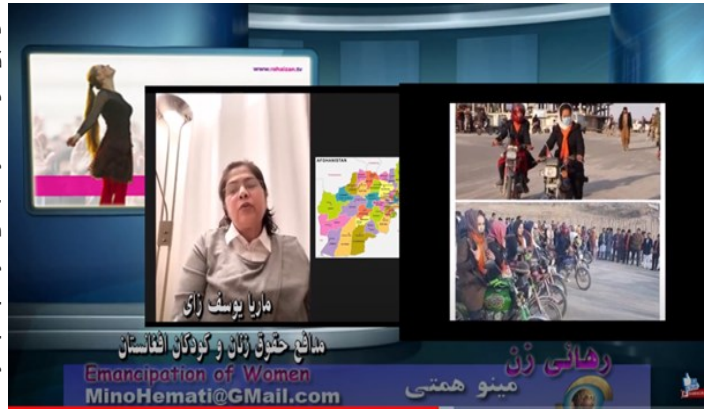 www.rahaizan.tv
AFGHANISTAN
ماریا یوسف زای
مدافع حقوق زنان و کودکان افغانستان
رهائی زن
Emancipation of Women
مینو همتی
MinoHemati@GMail.com